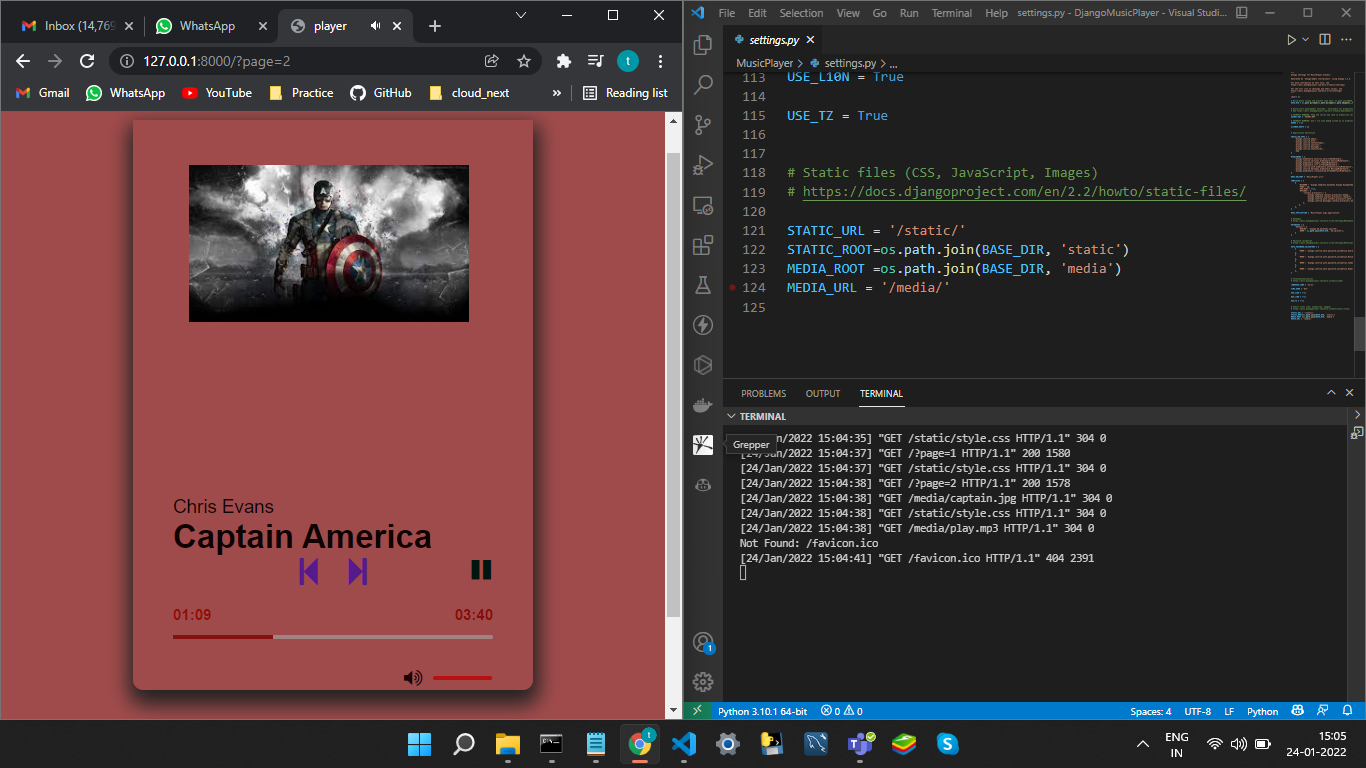 Inbox (14,769
WhatsApp
player
127.0.0.1:8000/?page=2
t
Gmail
WhatsApp
YouTube
Practice
GitHub
cloud_next
»
Reading list
Chris Evans
Captain America
01:09
03:40
File Edit Selection View Go Run Terminal Help
settings.py - DjangoMusicPlayer - Visual Studi...
settings.py
MusicPlayer > settings.py > ...
113 USE_L10N = True
114
115 USE_TZ = True
116
117
118 # Static files (CSS, JavaScript, Images)
119 # https://docs.djangoproject.com/en/2.2/howto/static-files/
120
121 STATIC_URL = '/static/'
122 STATIC_ROOT=os.path.join(BASE_DIR, 'static')
123 MEDIA_ROOT =os.path.join(BASE_DIR, 'media')
124 MEDIA_URL = '/media/'
125
PROBLEMS OUTPUT TERMINAL
TERMINAL
Grepper
/Jan/2022 15:04:35] "GET /static/style.css HTTP/1.1" 304 0
[24/Jan/2022 15:04:37] "GET /?page=1 HTTP/1.1" 200 1580
[24/Jan/2022 15:04:37] "GET /static/style.css HTTP/1.1" 304 0
[24/Jan/2022 15:04:38] "GET /?page=2 HTTP/1.1" 200 1578
[24/Jan/2022 15:04:38] "GET /media/captain.jpg HTTP/1.1" 304 0
[24/Jan/2022 15:04:38] "GET /static/style.css HTTP/1.1" 304 0
[24/Jan/2022 15:04:38] "GET /media/play.mp3 HTTP/1.1" 304 0
Not Found: /favicon.ico
[24/Jan/2022 15:04:41] "GET /favicon.ico HTTP/1.1" 404 2391
1
Python 3.10.1 64-bit
0
0
Spaces: 4
UTF-8
LF
Python
t
ENG
IN
15:05
24-01-2022